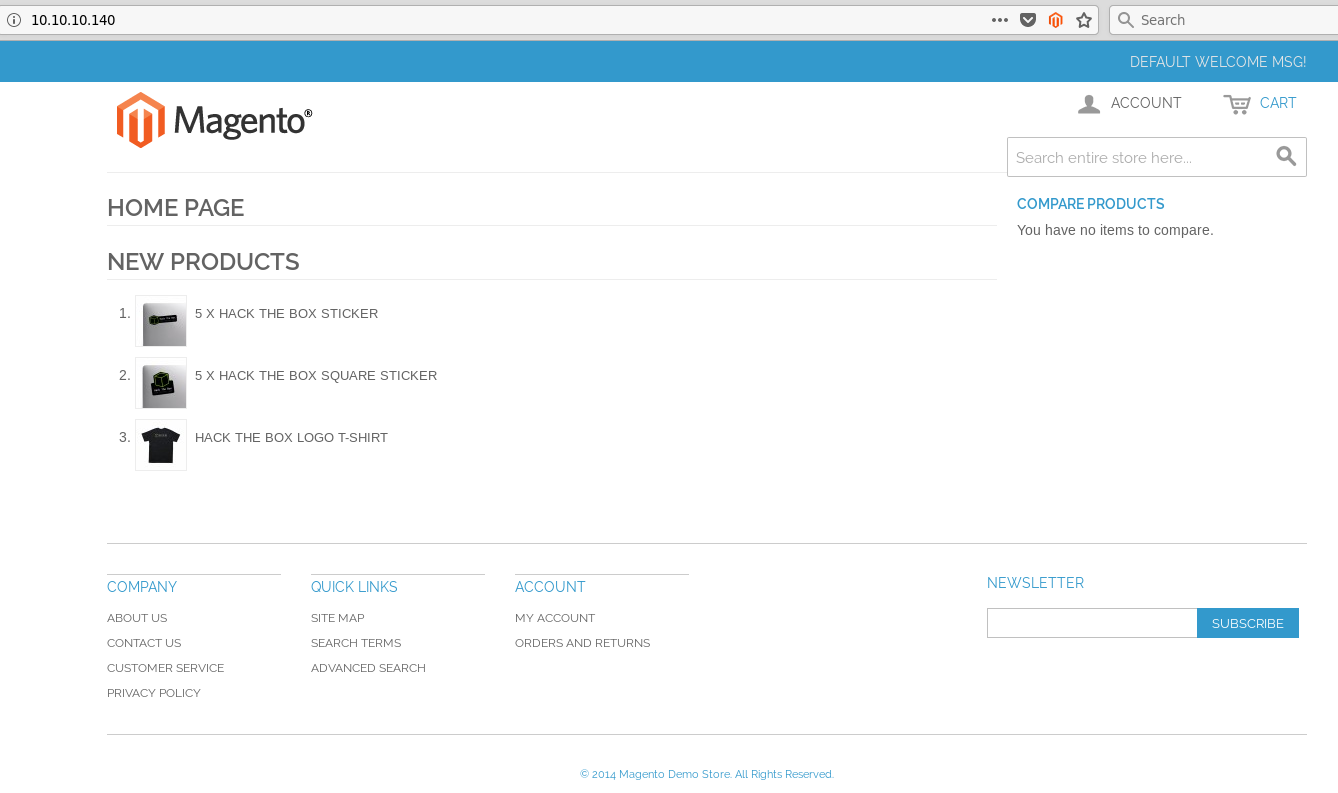 10.10.10.140
Search
DEFAULT WELCOME MSG!
Magento®
ACCOUNT
CART
Search entire store here...
HOME PAGE
COMPARE PRODUCTS
You have no items to compare.
NEW PRODUCTS
1. 5 X HACK THE BOX STICKER
2. 5 X HACK THE BOX SQUARE STICKER
3. HACK THE BOX LOGO T-SHIRT
COMPANY
ABOUT US
CONTACT US
CUSTOMER SERVICE
PRIVACY POLICY
QUICK LINKS
SITE MAP
SEARCH TERMS
ADVANCED SEARCH
ACCOUNT
MY ACCOUNT
ORDERS AND RETURNS
NEWSLETTER
SUBSCRIBE
© 2014 Magento Demo Store. All Rights Reserved.